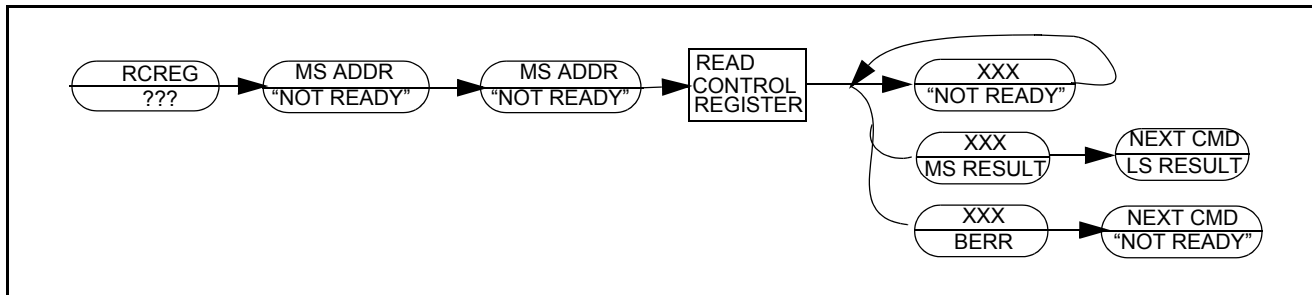 RCREG
???
MS ADDR
“NOT READY”
MS ADDR
“NOT READY”
READ
CONTROL
REGISTER
XXX
“NOT READY”
XXX
MS RESULT
NEXT CMD
LS RESULT
XXX
BERR
NEXT CMD
“NOT READY”